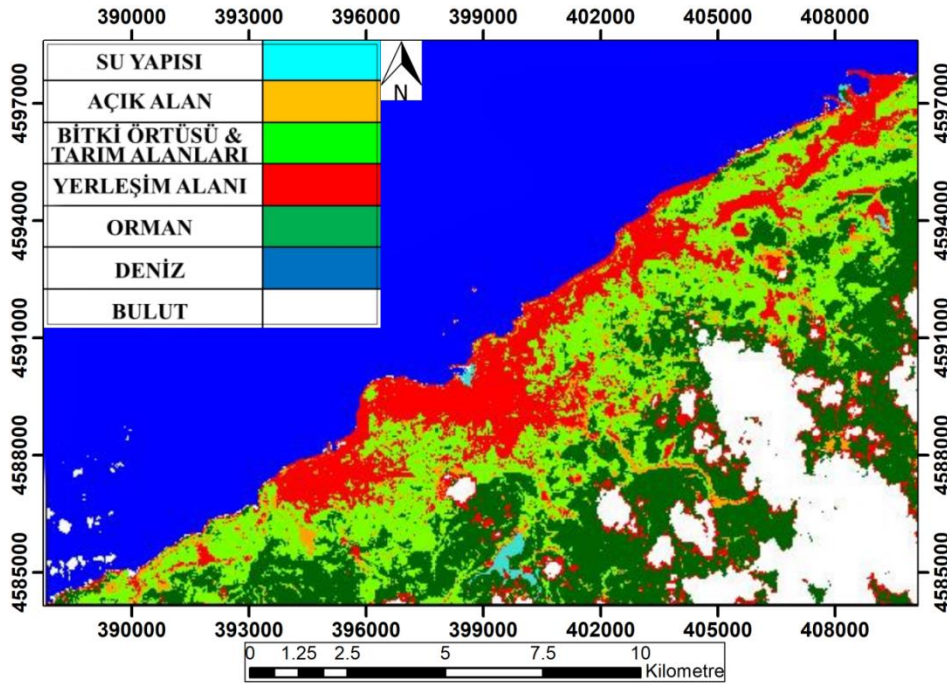 390000 393000 396000 399000 402000 405000 408000
SU YAPISI
AÇIK ALAN
BİTKİ ÖRTÜSÜ &
TARIM ALANLARI
YERLEŞİM ALANI
ORMAN
DENİZ
BULUT
N
4597000
4594000
4591000
4588000
4585000
4597000
4594000
4591000
4588000
4585000
390000 393000 396000 399000 402000 405000 408000
0 1.25 2.5 5 7.5 10
Kilometre